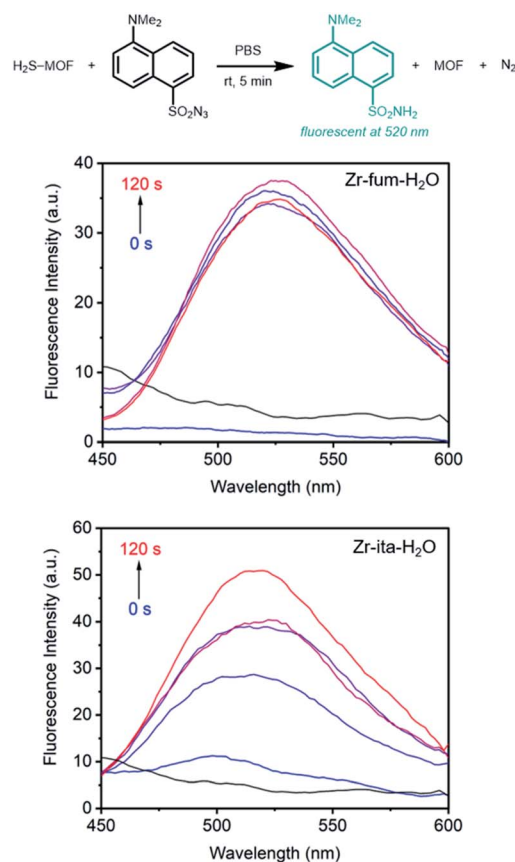 NMe₂
NMe₂
H₂S–MOF + PBS + MOF + N₂
rt, 5 min
SO₂N₃
SO₂NH₂
fluorescent at 520 nm
Fluorescence Intensity (a.u.)
40
30
20
10
0
120 s
0 s
Zr-fum-H₂O
450 500 550 600
Wavelength (nm)
Fluorescence Intensity (a.u.)
60
50
40
30
20
10
0
120 s
0 s
Zr-ita-H₂O
450 500 550 600
Wavelength (nm)